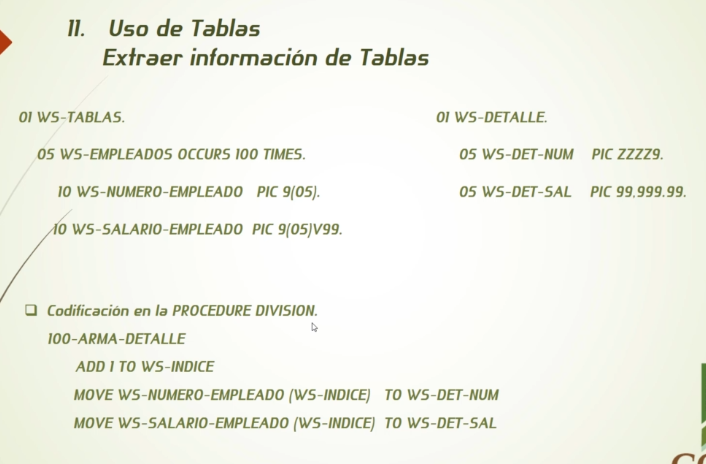 11. Uso de Tablas
Extraer información de Tablas
01 WS-TABLAS.
05 WS-EMPLEADOS OCCURS 100 TIMES.
10 WS-NUMERO-EMPLEADO PIC 9(05).
10 WS-SALARIO-EMPLEADO PIC 9(05)V99.
01 WS-DETALLE.
05 WS-DET-NUM PIC ZZZZ9.
05 WS-DET-SAL PIC 99,999.99.
Codificación en la PROCEDURE DIVISION.
100-ARMA-DETALLE
ADD 1 TO WS-INDICE
MOVE WS-NUMERO-EMPLEADO (WS-INDICE) TO WS-DET-NUM
MOVE WS-SALARIO-EMPLEADO (WS-INDICE) TO WS-DET-SAL